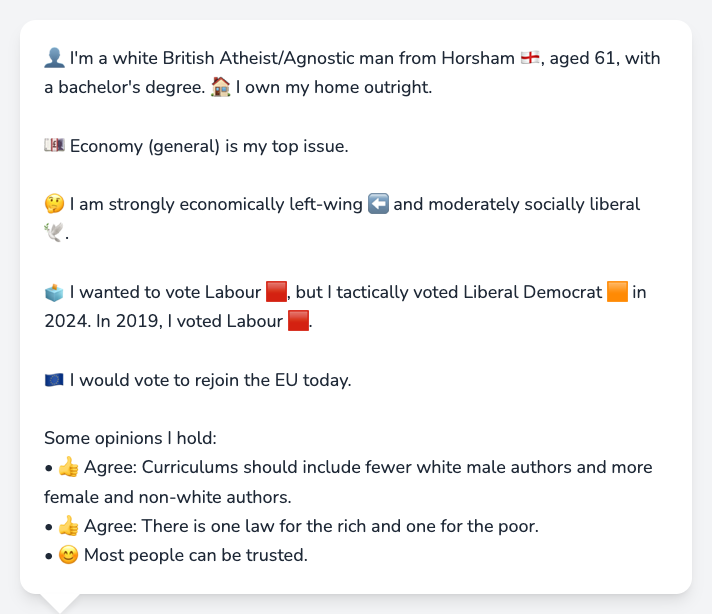 👤 I'm a white British Atheist/Agnostic man from Horsham 🏴󠁧󠁢󠁥󠁮󠁧󠁿, aged 61, with
a bachelor's degree. 🏠 I own my home outright.
💷 Economy (general) is my top issue.
🤔 I am strongly economically left-wing ⬅️ and moderately socially liberal
🕊️.
🗳️ I wanted to vote Labour 🟥, but I tactically voted Liberal Democrat 🟧 in
2024. In 2019, I voted Labour 🟥.
🇪🇺 I would vote to rejoin the EU today.
Some opinions I hold:
• 👍 Agree: Curriculums should include fewer white male authors and more
female and non-white authors.
• 👍 Agree: There is one law for the rich and one for the poor.
• 😊 Most people can be trusted.